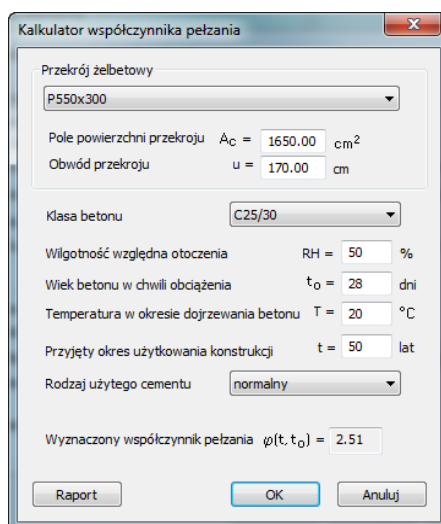 Kalkulator współczynnika pełzania
Przekrój żelbetowy
P550x300
Pole powierzchni przekroju Ac = 1650.00 cm²
Obwód przekroju u = 170.00 cm
Klasa betonu C25/30
Wilgotność względna otoczenia RH = 50 %
Wiek betonu w chwili obciążenia t₀ = 28 dni
Temperatura w okresie dojrzewania betonu T = 20 °C
Przyjęty okres użytkowania konstrukcji t = 50 lat
Rodzaj użytego cementu normalny
Wyznaczony współczynnik pełzania φ(t,t₀) = 2.51
Raport OK Anuluj